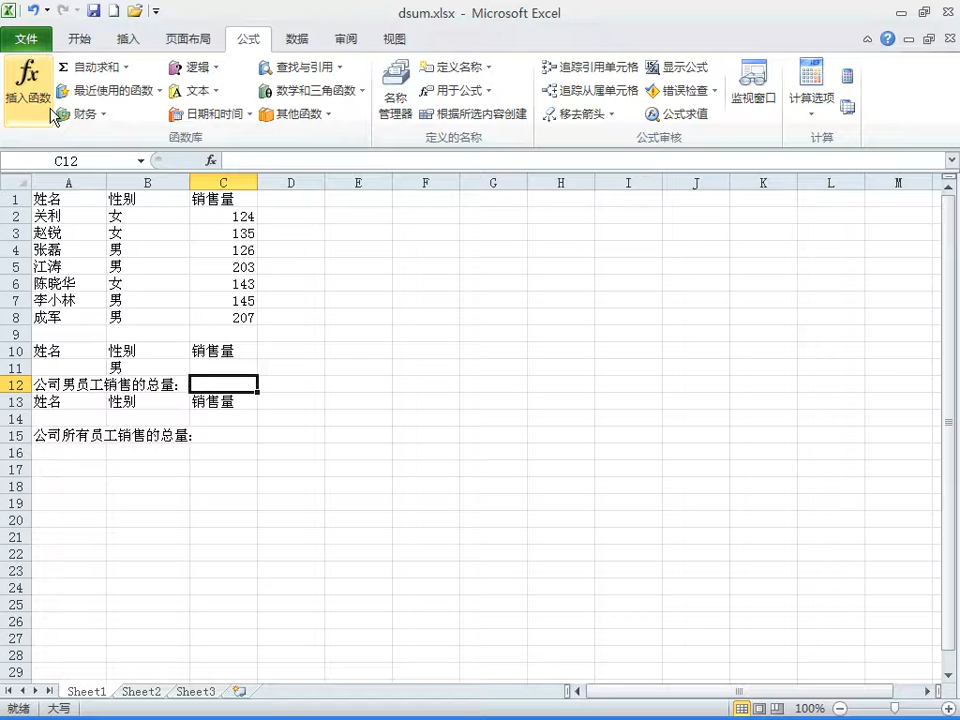 dsum.xlsx - Microsoft Excel
文件 开始 插入 页面布局 公式 数据 审阅 视图
fx 插入函数
Σ 自动求和 逻辑 查找与引用
最近使用的函数 文本 数学和三角函数
财务 日期和时间 其他函数
函数库
名称管理器
定义名称
用于公式
根据所选内容创建
定义的名称
追踪引用单元格 显示公式
追踪从属单元格 错误检查
移去箭头 公式求值
公式审核
监视窗口
计算选项
计算
C12 fx
A B C D E F G H I J K L M
1 姓名 性别 销售量
2 关利 女 124
3 赵锐 女 135
4 张磊 男 126
5 江涛 男 203
6 陈晓华 女 143
7 李小林 男 145
8 成军 男 207
9
10 姓名 性别 销售量
11 男
12 公司男员工销售的总量:
13 姓名 性别 销售量
14
15 公司所有员工销售的总量:
16
17
18
19
20
21
22
23
24
25
26
27
28
29
Sheet1 Sheet2 Sheet3
就绪 大写 100%